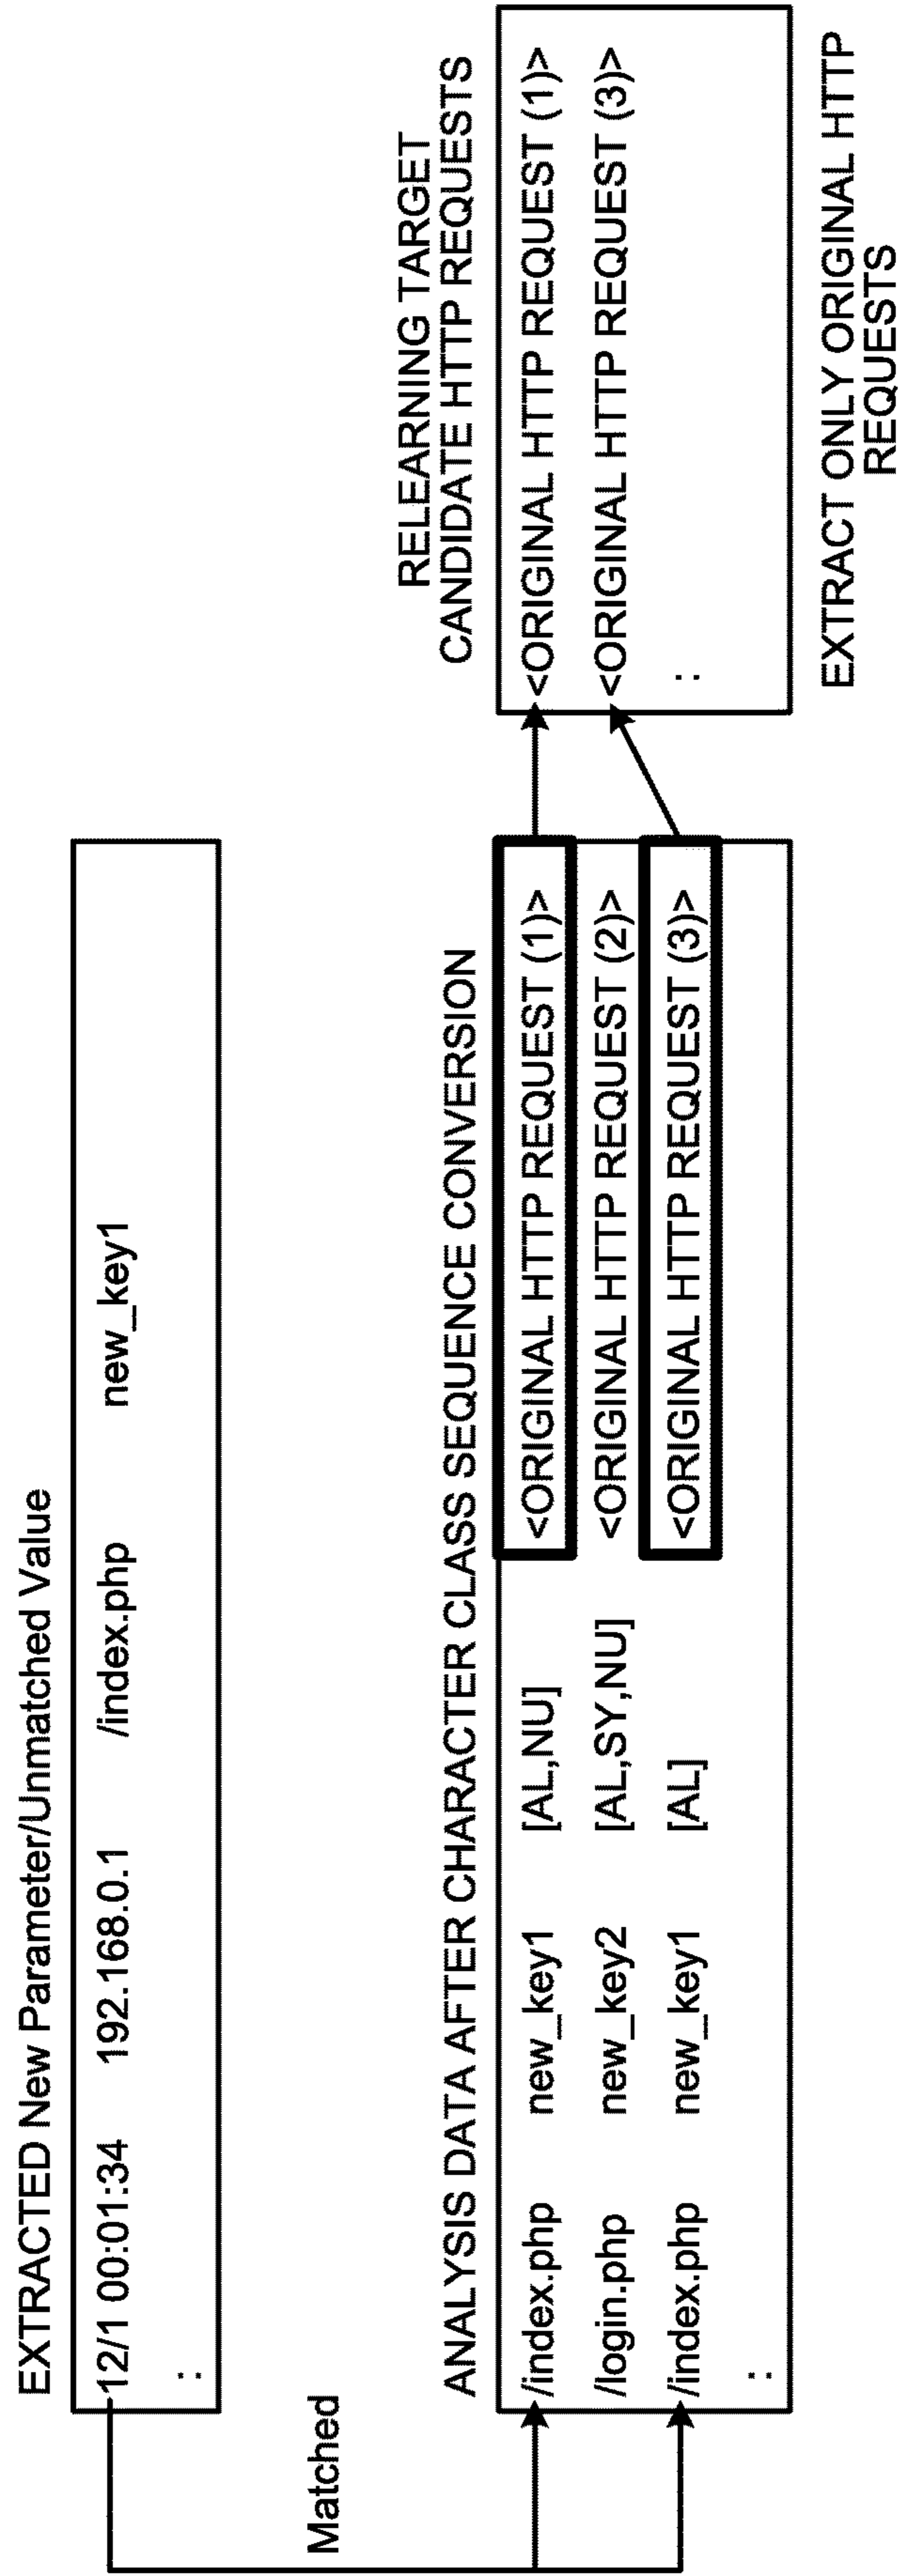 EXTRACTED New Parameter/Unmatched Value
12/1 00:01:34 192.168.0.1 /index.php new_key1
:
Matched
ANALYSIS DATA AFTER CHARACTER CLASS SEQUENCE CONVERSION
/index.php new_key1 [AL,NU] <ORIGINAL HTTP REQUEST (1)>
/login.php new_key2 [AL,SY,NU] <ORIGINAL HTTP REQUEST (2)>
/index.php new_key1 [AL] <ORIGINAL HTTP REQUEST (3)>
:
RELEARNING TARGET
CANDIDATE HTTP REQUESTS
<ORIGINAL HTTP REQUEST (1)>
<ORIGINAL HTTP REQUEST (3)>
:
EXTRACT ONLY ORIGINAL HTTP
REQUESTS